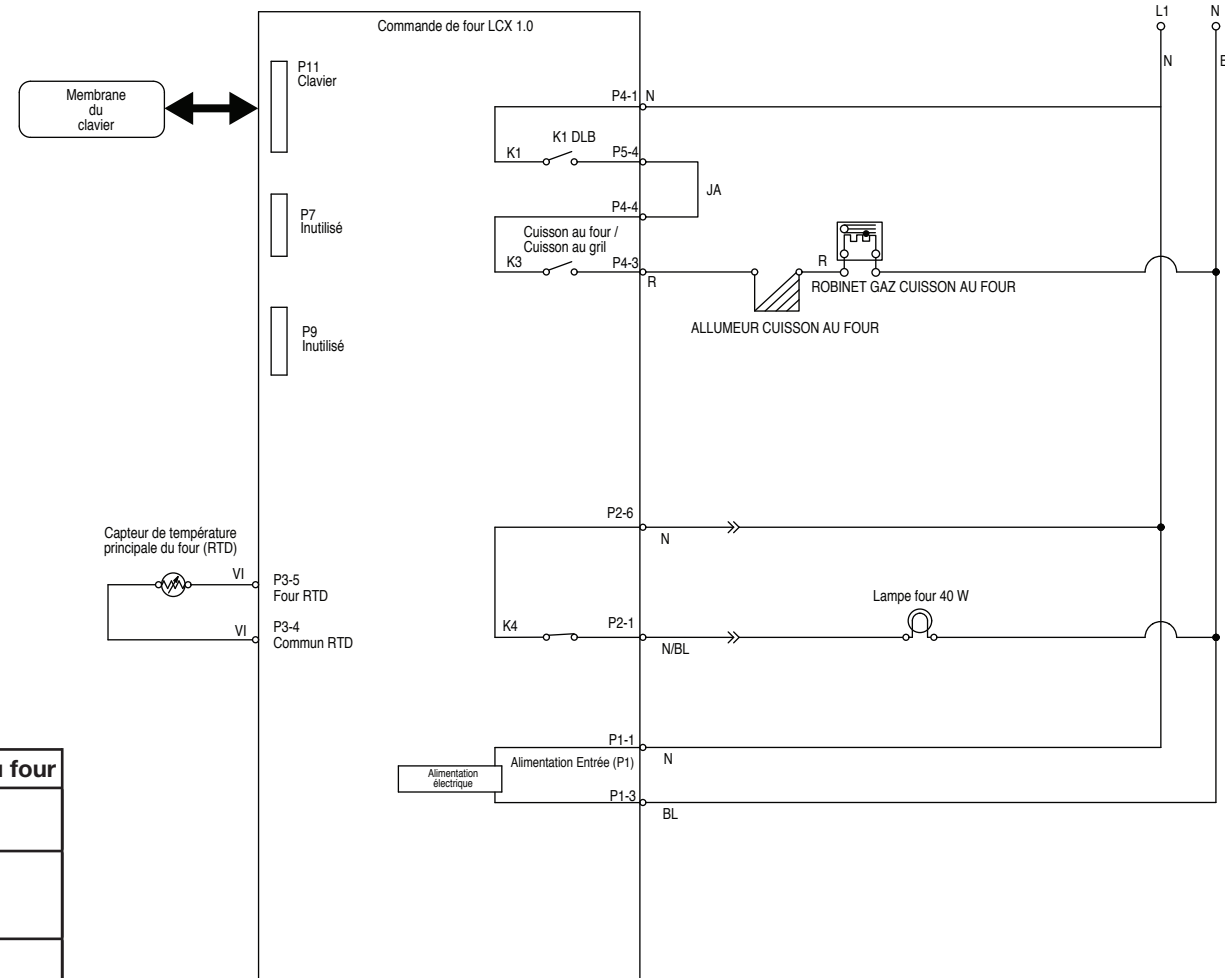 Commande de four LCX 1.0
L1
N
N
P11
Clavier
Membrane
du
clavier
P4-1
N
K1 DLB
K1
P5-4
JA
P7
Inutilisé
P4-4
Cuisson au four /
Cuisson au gril
K3
P4-3
R
R
ROBINET GAZ CUISSON AU FOUR
ALLUMEUR CUISSON AU FOUR
P9
Inutilisé
P2-6
N
Capteur de température
principale du four (RTD)
VI
P3-5
Four RTD
VI
P3-4
Commun RTD
K4
P2-1
N/BL
Lampe four 40 W
P1-1
N
Alimentation Entrée (P1)
Alimentation
électrique
P1-3
BL
four